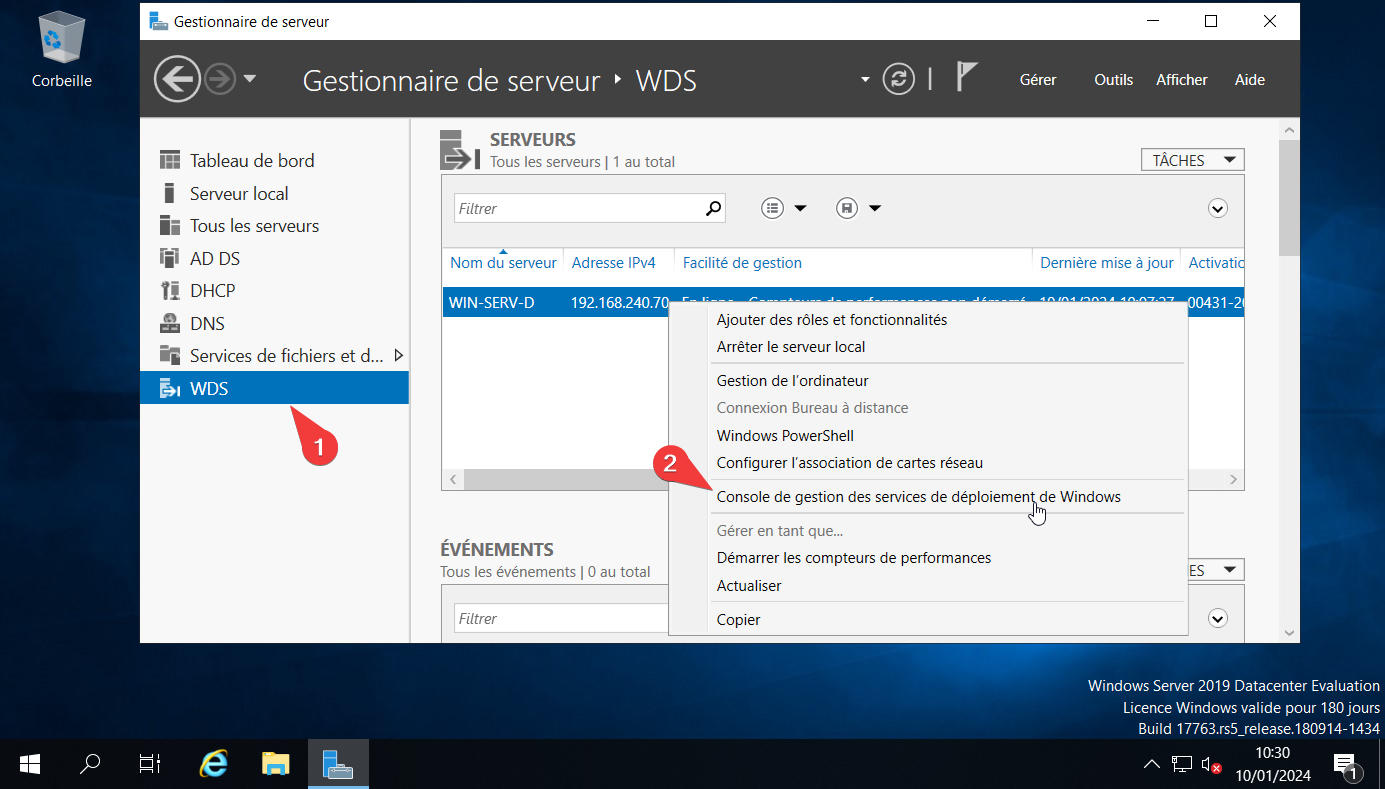 Corbeille
Gestionnaire de serveur
Gestionnaire de serveur ‣ WDS
Gérer
Outils
Afficher
Aide
Tableau de bord
Serveur local
Tous les serveurs
AD DS
DHCP
DNS
Services de fichiers et d...
WDS
1
SERVEURS
Tous les serveurs | 1 au total
TÂCHES
Filtrer
Nom du serveur
Adresse IPv4
Facilité de gestion
Dernière mise à jour
Activatio
WIN-SERV-D
192.168.240.70
Ajouter des rôles et fonctionnalités
Arrêter le serveur local
Gestion de l'ordinateur
Connexion Bureau à distance
Windows PowerShell
Configurer l'association de cartes réseau
2
Console de gestion des services de déploiement de Windows
Gérer en tant que...
Démarrer les compteurs de performances
Actualiser
Copier
ÉVÉNEMENTS
Tous les événements | 0 au total
ES
Filtrer
Windows Server 2019 Datacenter Evaluation
Licence Windows valide pour 180 jours
Build 17763.rs5_release.180914-1434
10:30
10/01/2024
1